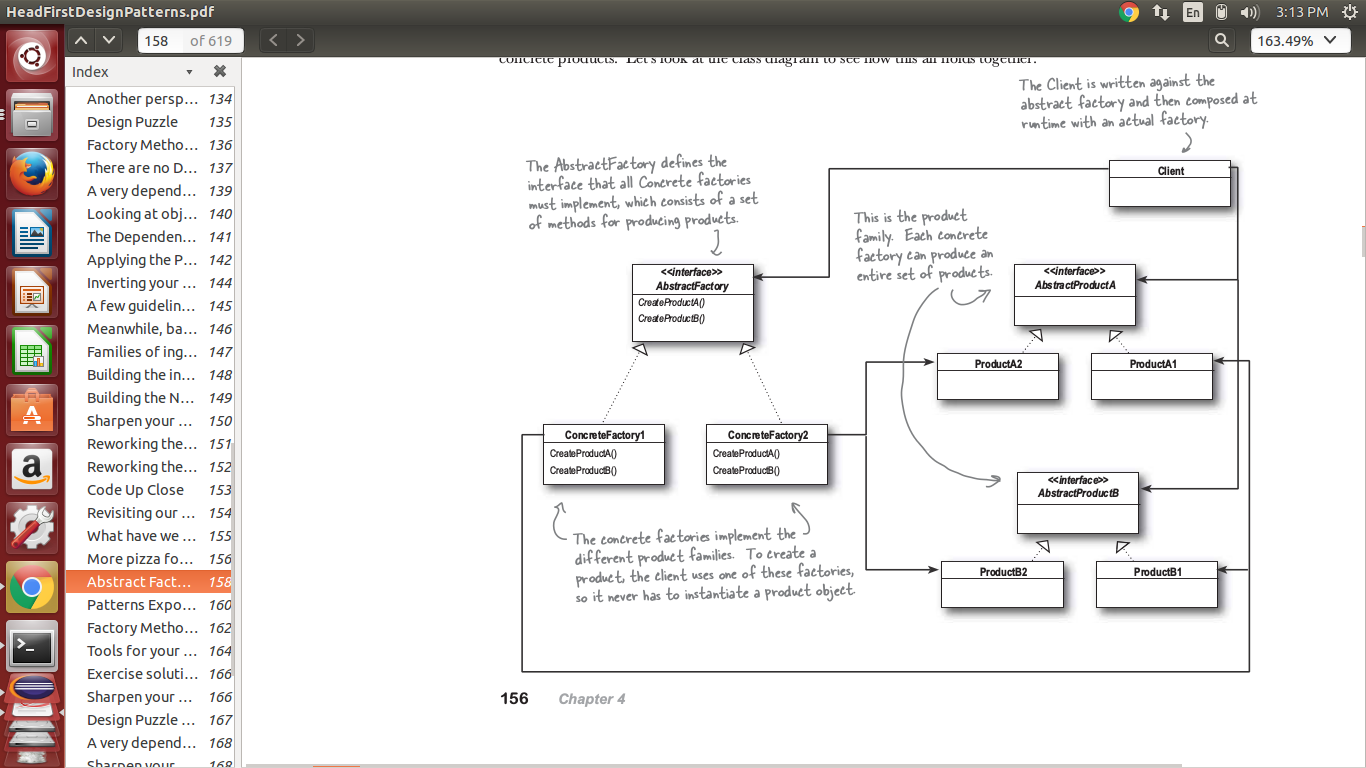 HeadFirstDesignPatterns.pdf
En
3:13 PM
158 of 619
163.49%
Index
Another persp... 134
Design Puzzle 135
Factory Metho... 136
There are no D... 137
A very depend... 139
Looking at obj... 140
The Dependen... 141
Applying the P... 142
Inverting your ... 144
A few guidelin... 145
Meanwhile, ba... 146
Families of ing... 147
Building the in... 148
Building the N... 149
Sharpen your ... 150
Reworking the... 151
Reworking the... 152
Code Up Close 153
Revisiting our ... 154
What have we ... 155
More pizza fo... 156
Abstract Fact... 158
Patterns Expo... 160
Factory Metho... 162
Tools for your ... 164
Exercise soluti... 166
Sharpen your ... 166
Design Puzzle ... 167
A very depend... 168
Sharpen your ... 168
concrete products. Let's look at the class diagram to see how this all holds together:
The Client is written against the
abstract factory and then composed at
runtime with an actual factory.
Client
The AbstractFactory defines the
interface that all Concrete factories
must implement, which consists of a set
of methods for producing products.
This is the product
family. Each concrete
factory can produce an
entire set of products.
<<interface>>
AbstractFactory
CreateProductA()
CreateProductB()
<<interface>>
AbstractProductA
ProductA2
ProductA1
ConcreteFactory1
CreateProductA()
CreateProductB()
ConcreteFactory2
CreateProductA()
CreateProductB()
<<interface>>
AbstractProductB
ProductB2
ProductB1
The concrete factories implement the
different product families. To create a
product, the client uses one of these factories,
so it never has to instantiate a product object.
156 Chapter 4